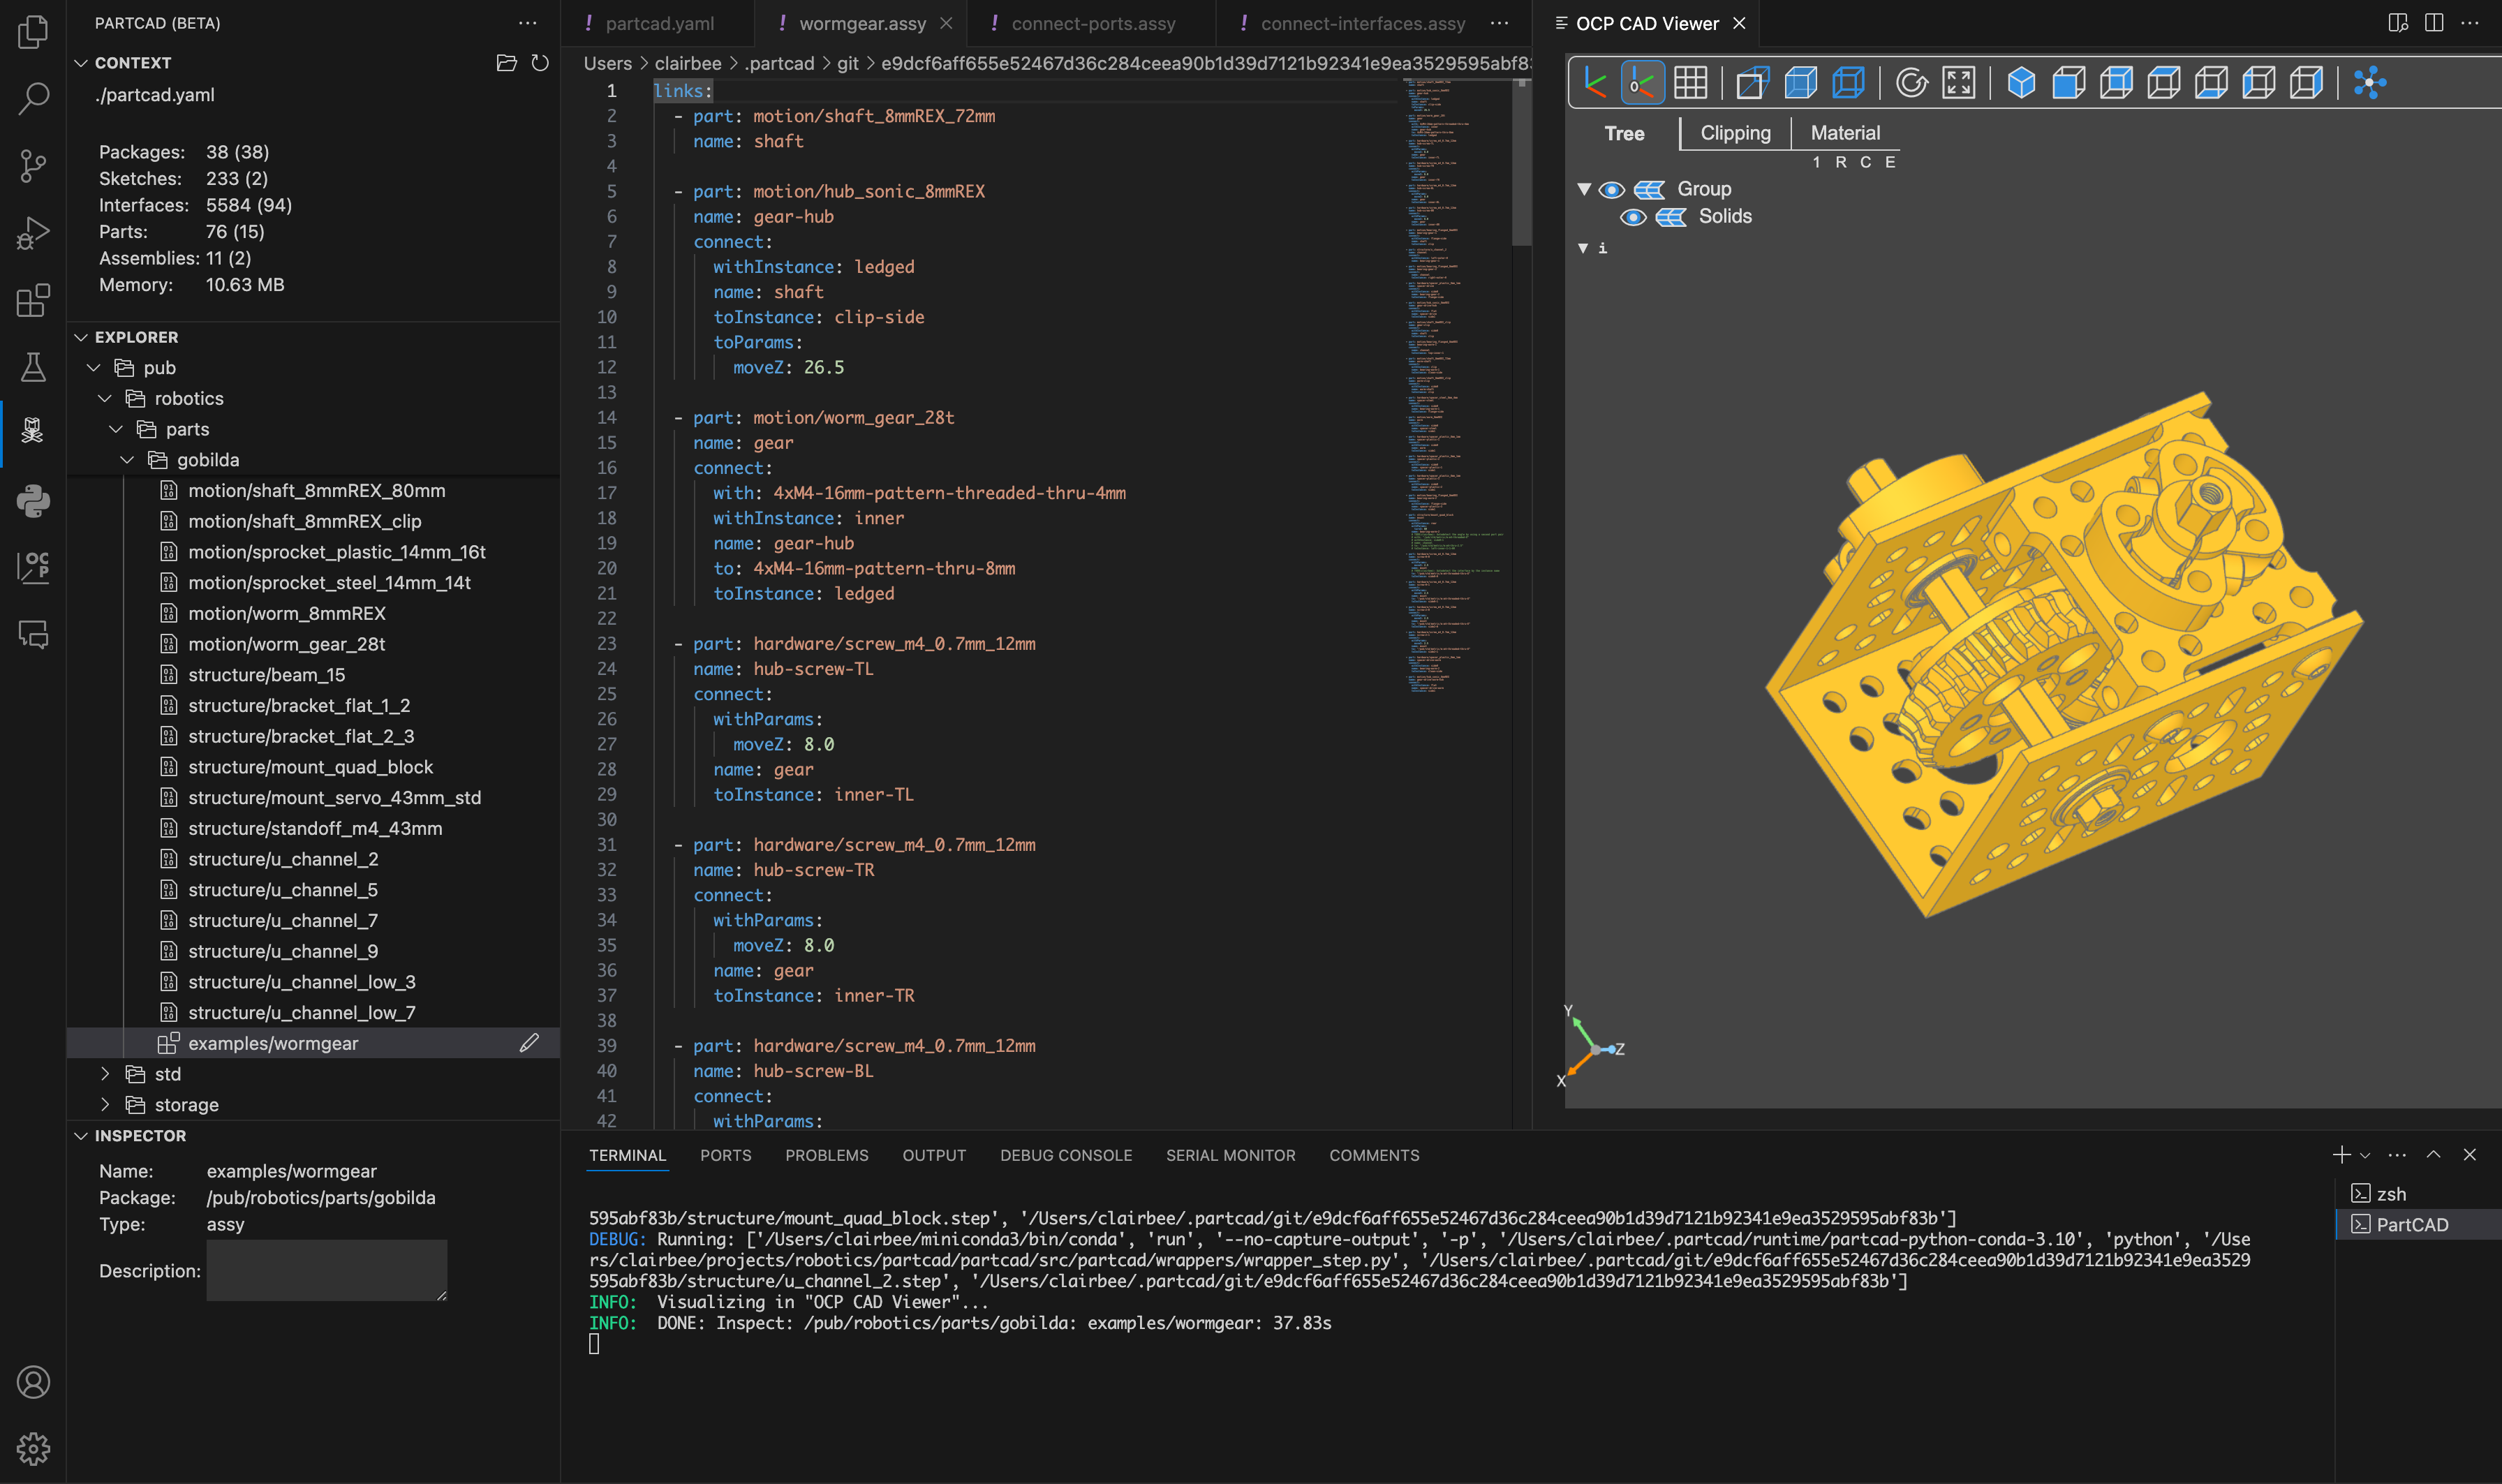 PARTCAD (BETA)
CONTEXT
./partcad.yaml
Packages: 38 (38)
Sketches: 233 (2)
Interfaces: 5584 (94)
Parts: 76 (15)
Assemblies: 11 (2)
Memory: 10.63 MB
EXPLORER
pub
robotics
parts
gobilda
motion/shaft_8mmREX_80mm
motion/shaft_8mmREX_clip
motion/sprocket_plastic_14mm_16t
motion/sprocket_steel_14mm_14t
motion/worm_8mmREX
motion/worm_gear_28t
structure/beam_15
structure/bracket_flat_1_2
structure/bracket_flat_2_3
structure/mount_quad_block
structure/mount_servo_43mm_std
structure/standoff_m4_43mm
structure/u_channel_2
structure/u_channel_5
structure/u_channel_7
structure/u_channel_9
structure/u_channel_low_3
structure/u_channel_low_7
examples/wormgear
std
storage
INSPECTOR
Name: examples/wormgear
Package: /pub/robotics/parts/gobilda
Type: assy
Description:
! partcad.yaml ! wormgear.assy ! connect-ports.assy ! connect-interfaces.assy
Users > clairbee > .partcad > git > e9dcf6aff655e52467d36c284ceea90b1d39d7121b92341e9ea3529595abf83
1 links:
2 - part: motion/shaft_8mmREX_72mm
3 name: shaft
4
5 - part: motion/hub_sonic_8mmREX
6 name: gear-hub
7 connect:
8 withInstance: ledged
9 name: shaft
10 toInstance: clip-side
11 toParams:
12 moveZ: 26.5
13
14 - part: motion/worm_gear_28t
15 name: gear
16 connect:
17 with: 4xM4-16mm-pattern-threaded-thru-4mm
18 withInstance: inner
19 name: gear-hub
20 to: 4xM4-16mm-pattern-thru-8mm
21 toInstance: ledged
22
23 - part: hardware/screw_m4_0.7mm_12mm
24 name: hub-screw-TL
25 connect:
26 withParams:
27 moveZ: 8.0
28 name: gear
29 toInstance: inner-TL
30
31 - part: hardware/screw_m4_0.7mm_12mm
32 name: hub-screw-TR
33 connect:
34 withParams:
35 moveZ: 8.0
36 name: gear
37 toInstance: inner-TR
38
39 - part: hardware/screw_m4_0.7mm_12mm
40 name: hub-screw-BL
41 connect:
42 withParams:
OCP CAD Viewer
Tree Clipping Material
1 R C E
Group
Solids
i
Y
Z
X
TERMINAL PORTS PROBLEMS OUTPUT DEBUG CONSOLE SERIAL MONITOR COMMENTS
595abf83b/structure/mount_quad_block.step', '/Users/clairbee/.partcad/git/e9dcf6aff655e52467d36c284ceea90b1d39d7121b92341e9ea3529595abf83b']
DEBUG: Running: ['/Users/clairbee/miniconda3/bin/conda', 'run', '--no-capture-output', '-p', '/Users/clairbee/.partcad/runtime/partcad-python-conda-3.10', 'python', '/Use
rs/clairbee/projects/robotics/partcad/partcad/src/partcad/wrappers/wrapper_step.py', '/Users/clairbee/.partcad/git/e9dcf6aff655e52467d36c284ceea90b1d39d7121b92341e9ea3529
595abf83b/structure/u_channel_2.step', '/Users/clairbee/.partcad/git/e9dcf6aff655e52467d36c284ceea90b1d39d7121b92341e9ea3529595abf83b']
INFO: Visualizing in "OCP CAD Viewer"...
INFO: DONE: Inspect: /pub/robotics/parts/gobilda: examples/wormgear: 37.83s
zsh
PartCAD